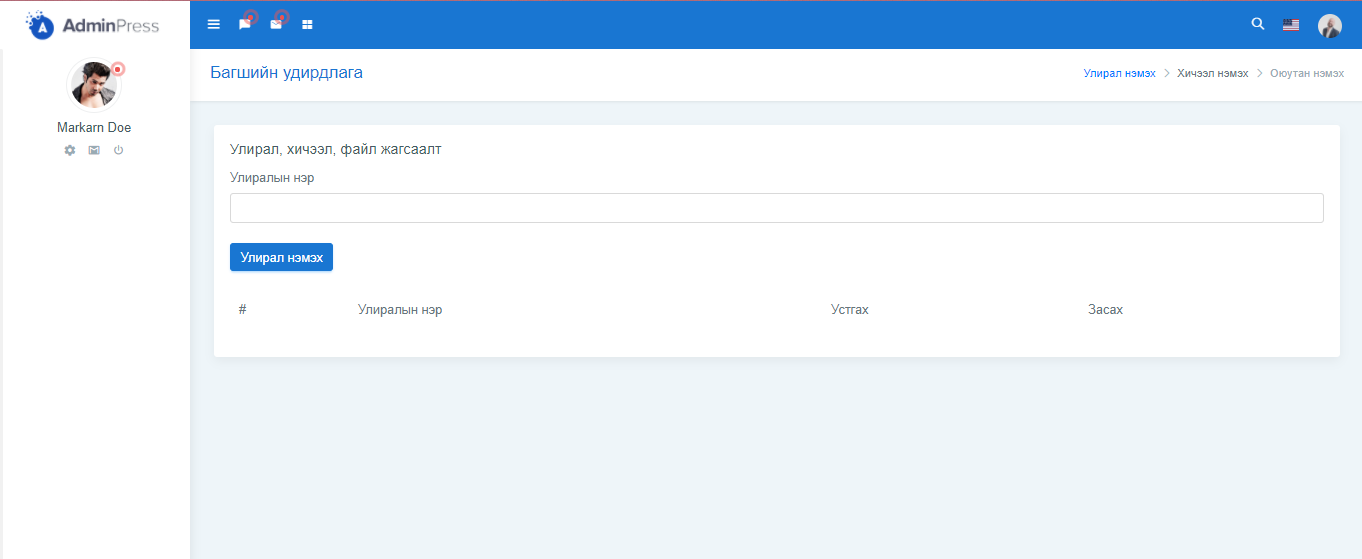 AdminPress
Markarn Doe
Багшийн удирдлага
Улирал нэмэх > Хичээл нэмэх > Оюутан нэмэх
Улирал, хичээл, файл жагсаалт
Улиралын нэр
Улирал нэмэх
# Улиралын нэр Устгах Засах